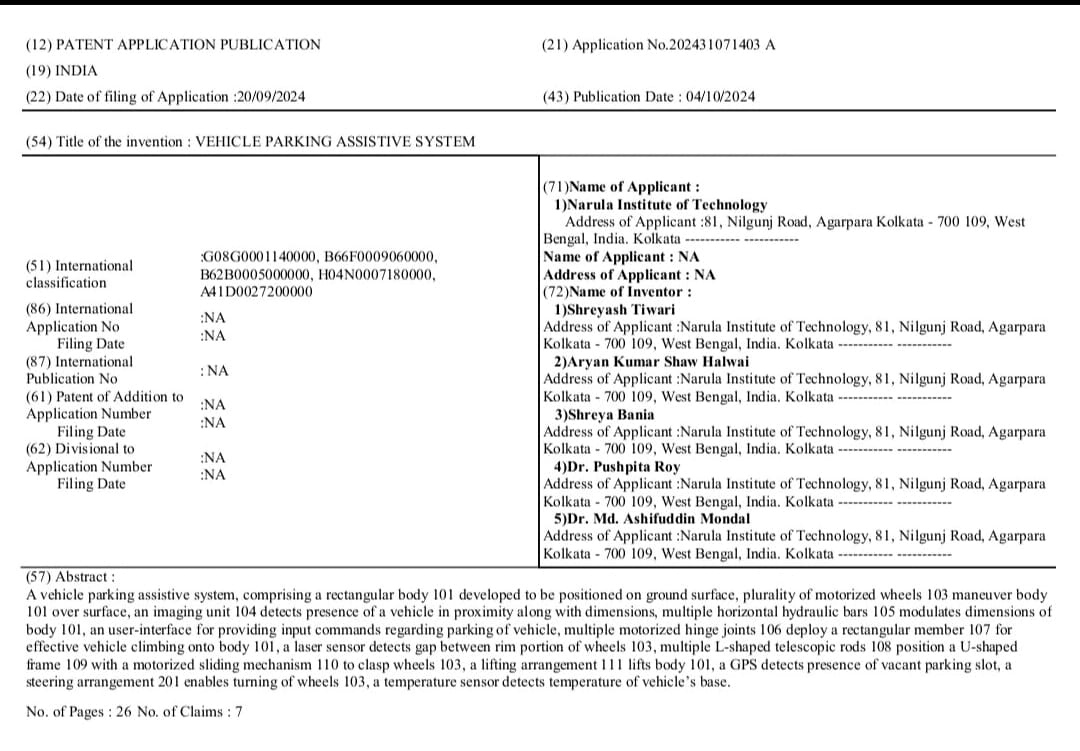 (12) PATENT APPLICATION PUBLICATION
(21) Application No.202431071403 A
(19) INDIA
(22) Date of filing of Application :20/09/2024
(43) Publication Date : 04/10/2024
(54) Title of the invention : VEHICLE PARKING ASSISTIVE SYSTEM
(51) International
classification
:G08G0001140000, B66F0009060000,
B62B0005000000, H04N0007180000,
A41D0027200000
(86) International
Application No
Filing Date
:NA
:NA
(87) International
Publication No
: NA
(61) Patent of Addition to
Application Number
Filing Date
:NA
:NA
(62) Divisional to
Application Number
Filing Date
:NA
:NA
(71)Name of Applicant :
1)Narula Institute of Technology
Address of Applicant :81, Nilgunj Road, Agarpara Kolkata - 700 109, West
Bengal, India. Kolkata ----------- -----------
Name of Applicant : NA
Address of Applicant : NA
(72)Name of Inventor :
1)Shreyash Tiwari
Address of Applicant :Narula Institute of Technology, 81, Nilgunj Road, Agarpara
Kolkata - 700 109, West Bengal, India. Kolkata ----------- -----------
2)Aryan Kumar Shaw Halwai
Address of Applicant :Narula Institute of Technology, 81, Nilgunj Road, Agarpara
Kolkata - 700 109, West Bengal, India. Kolkata ----------- -----------
3)Shreya Bania
Address of Applicant :Narula Institute of Technology, 81, Nilgunj Road, Agarpara
Kolkata - 700 109, West Bengal, India. Kolkata ----------- -----------
4)Dr. Pushpita Roy
Address of Applicant :Narula Institute of Technology, 81, Nilgunj Road, Agarpara
Kolkata - 700 109, West Bengal, India. Kolkata ----------- -----------
5)Dr. Md. Ashifuddin Mondal
Address of Applicant :Narula Institute of Technology, 81, Nilgunj Road, Agarpara
Kolkata - 700 109, West Bengal, India. Kolkata ----------- -----------
(57) Abstract :
A vehicle parking assistive system, comprising a rectangular body 101 developed to be positioned on ground surface, plurality of motorized wheels 103 maneuver body
101 over surface, an imaging unit 104 detects presence of a vehicle in proximity along with dimensions, multiple horizontal hydraulic bars 105 modulates dimensions of
body 101, an user-interface for providing input commands regarding parking of vehicle, multiple motorized hinge joints 106 deploy a rectangular member 107 for
effective vehicle climbing onto body 101, a laser sensor detects gap between rim portion of wheels 103, multiple L-shaped telescopic rods 108 position a U-shaped
frame 109 with a motorized sliding mechanism 110 to clasp wheels 103, a lifting arrangement 111 lifts body 101, a GPS detects presence of vacant parking slot, a
steering arrangement 201 enables turning of wheels 103, a temperature sensor detects temperature of vehicle's base.
No. of Pages : 26 No. of Claims : 7